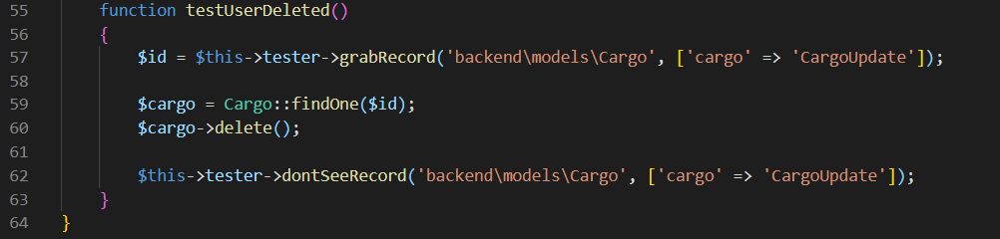 55 function testUserDeleted()
56 {
57 $id = $this->tester->grabRecord('backend\models\Cargo', ['cargo' => 'CargoUpdate']);
58
59 $cargo = Cargo::findOne($id);
60 $cargo->delete();
61
62 $this->tester->dontSeeRecord('backend\models\Cargo', ['cargo' => 'CargoUpdate']);
63 }
64 }